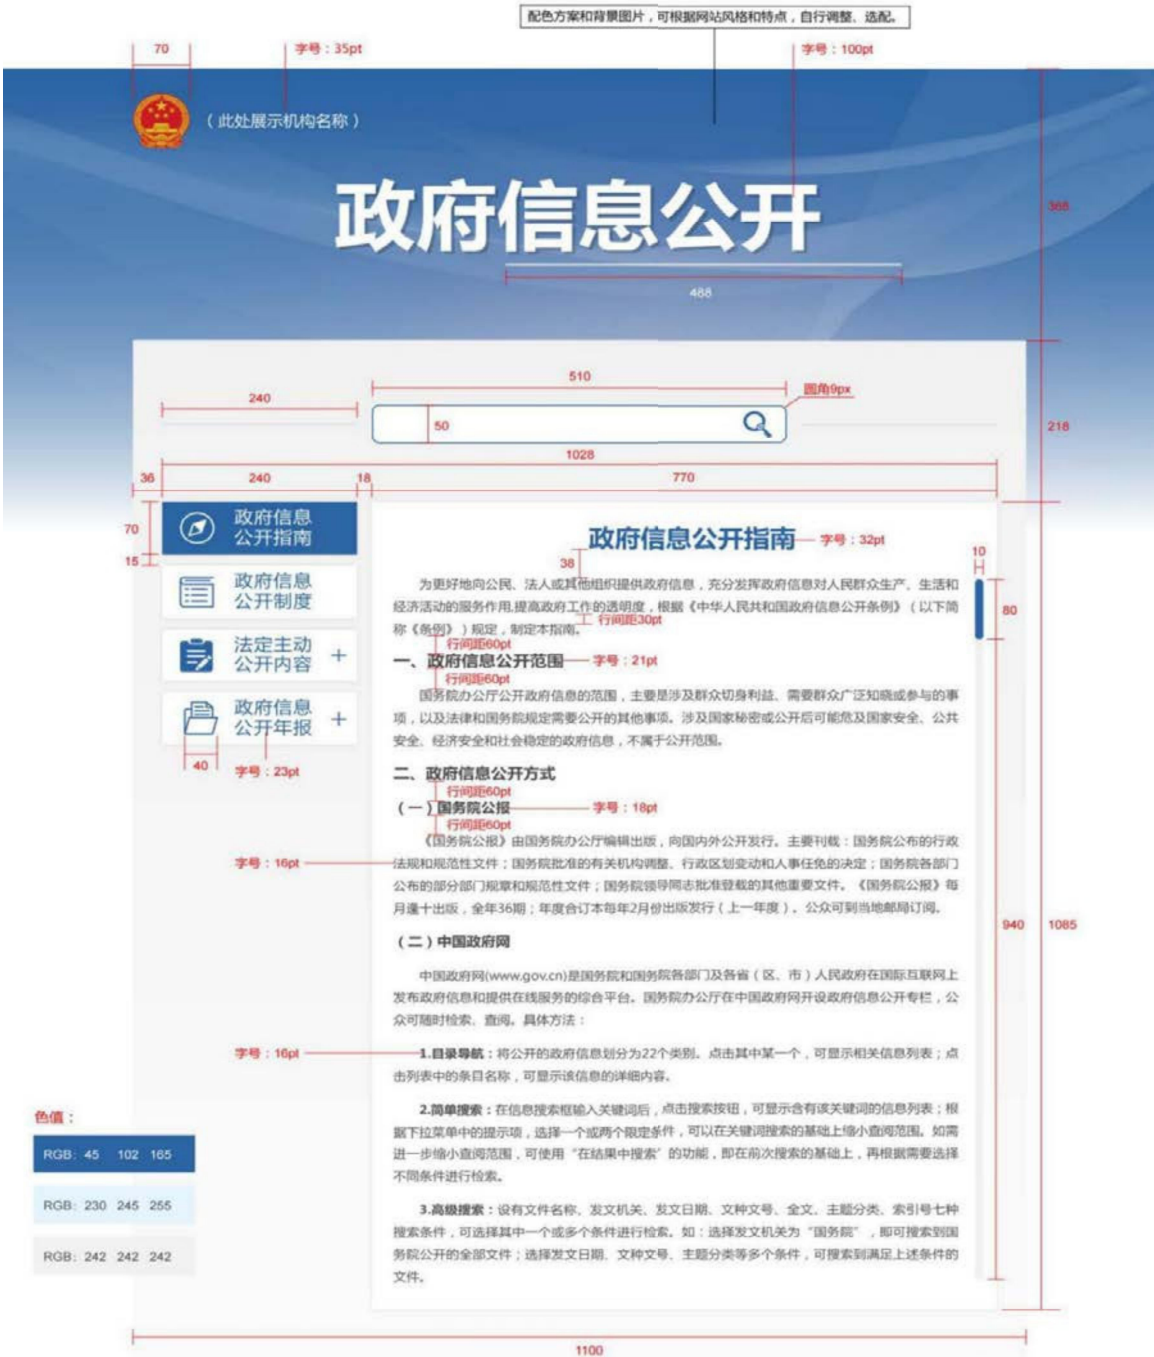 配色方案和背景图片，可根据网站风格和特点，自行调整、选配。
70
字号：35pt
字号：100pt
（此处展示机构名称）
政府信息公开
368
488
510
圆角9px
240
50
218
1028
36
240
18
770
70
政府信息
公开指南
15
政府信息
公开制度
法定主动
公开内容 +
政府信息
公开年报 +
40
字号：23pt
政府信息公开指南
字号：32pt
38
10
80
为更好地向公民、法人或其他组织提供政府信息，充分发挥政府信息对人民群众生产、生活和
经济活动的服务作用,提高政府工作的透明度，根据《中华人民共和国政府信息公开条例》（以下简
称《条例》）规定，制定本指南。
行间距30pt
行间距60pt
一、政府信息公开范围
字号：21pt
行间距60pt
国务院办公厅公开政府信息的范围，主要是涉及群众切身利益、需要群众广泛知晓或参与的事
项，以及法律和国务院规定需要公开的其他事项。涉及国家秘密或公开后可能危及国家安全、公共
安全、经济安全和社会稳定的政府信息，不属于公开范围。
二、政府信息公开方式
行间距60pt
（一）国务院公报
字号：18pt
行间距60pt
《国务院公报》由国务院办公厅编辑出版，向国内外公开发行。主要刊载：国务院公布的行政
字号：16pt
法规和规范性文件；国务院批准的有关机构调整、行政区划变动和人事任免的决定；国务院各部门
公布的部分部门规章和规范性文件；国务院领导同志批准登载的其他重要文件。《国务院公报》每
月逢十出版，全年36期；年度合订本每年2月份出版发行（上一年度）。公众可到当地邮局订阅。
940
1085
（二）中国政府网
中国政府网(www.gov.cn)是国务院和国务院各部门及各省（区、市）人民政府在国际互联网上
发布政府信息和提供在线服务的综合平台。国务院办公厅在中国政府网开设政府信息公开专栏，公
众可随时检索、查阅。具体方法：
字号：16pt
1.目录导航：将公开的政府信息划分为22个类别。点击其中某一个，可显示相关信息列表；点
击列表中的条目名称，可显示该信息的详细内容。
2.简单搜索：在信息搜索框输入关键词后，点击搜索按钮，可显示含有该关键词的信息列表；根
据下拉菜单中的提示项，选择一个或两个限定条件，可以在关键词搜索的基础上缩小查阅范围。如需
进一步缩小查阅范围，可使用“在结果中搜索”的功能，即在前次搜索的基础上，再根据需要选择
不同条件进行检索。
3.高级搜索：设有文件名称、发文机关、发文日期、文种文号、全文、主题分类、索引号七种
搜索条件，可选择其中一个或多个条件进行检索。如：选择发文机关为“国务院”，即可搜索到国
务院公开的全部文件；选择发文日期、文种文号、主题分类等多个条件，可搜索到满足上述条件的
文件。
色值：
RGB: 45 102 165
RGB: 230 245 255
RGB: 242 242 242
1100